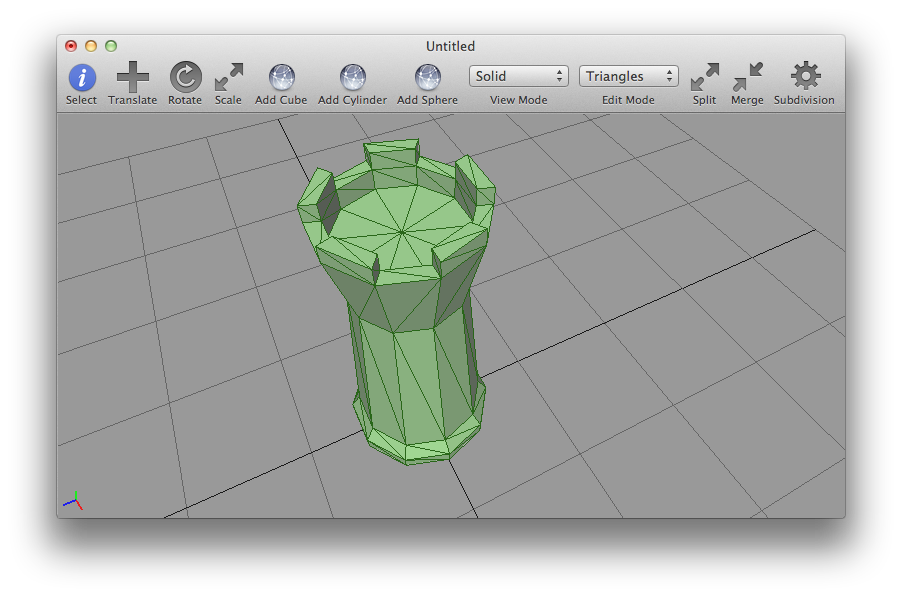 Untitled
Solid Triangles
Select Translate Rotate Scale Add Cube Add Cylinder Add Sphere View Mode Edit Mode Split Merge Subdivision